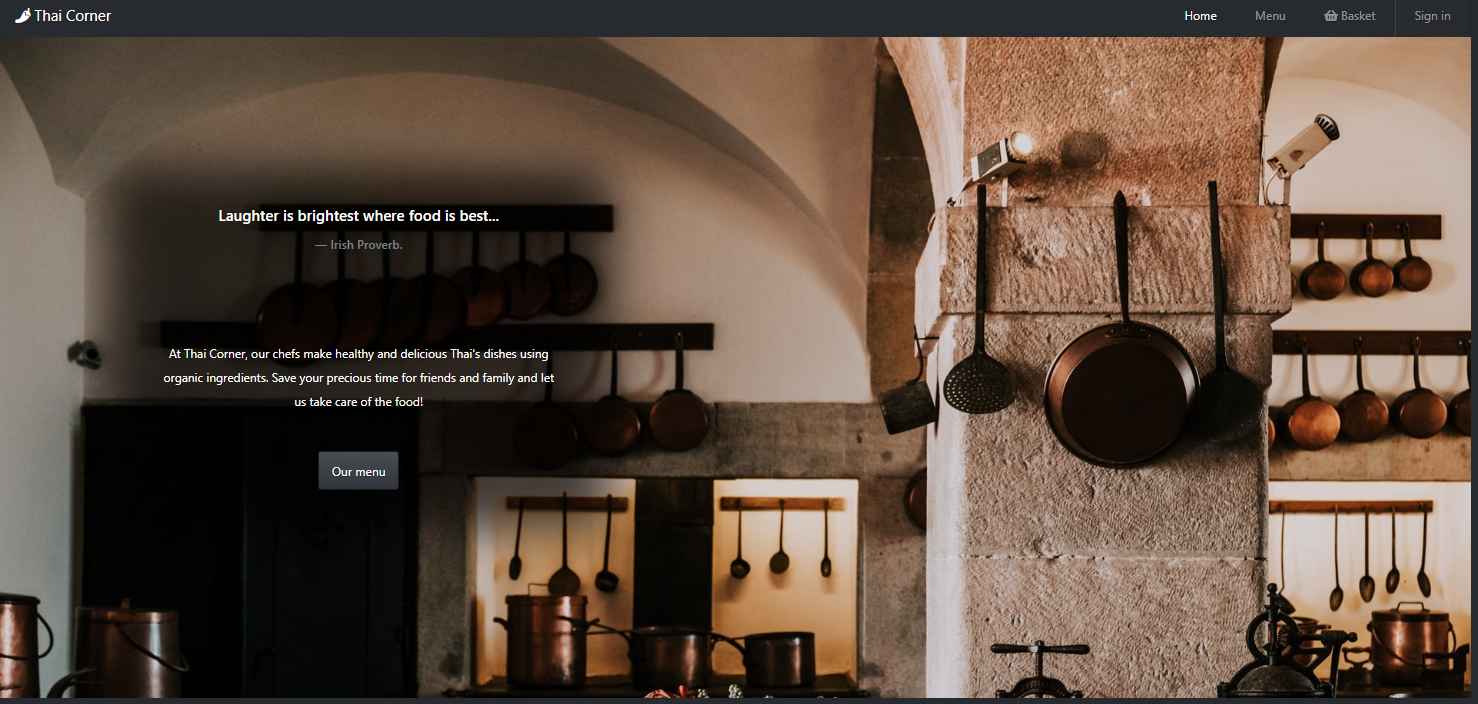 Thai Corner
Home
Menu
Basket
Sign in
Laughter is brightest where food is best...
— Irish Proverb.
At Thai Corner, our chefs make healthy and delicious Thai's dishes using
organic ingredients. Save your precious time for friends and family and let
us take care of the food!
Our menu